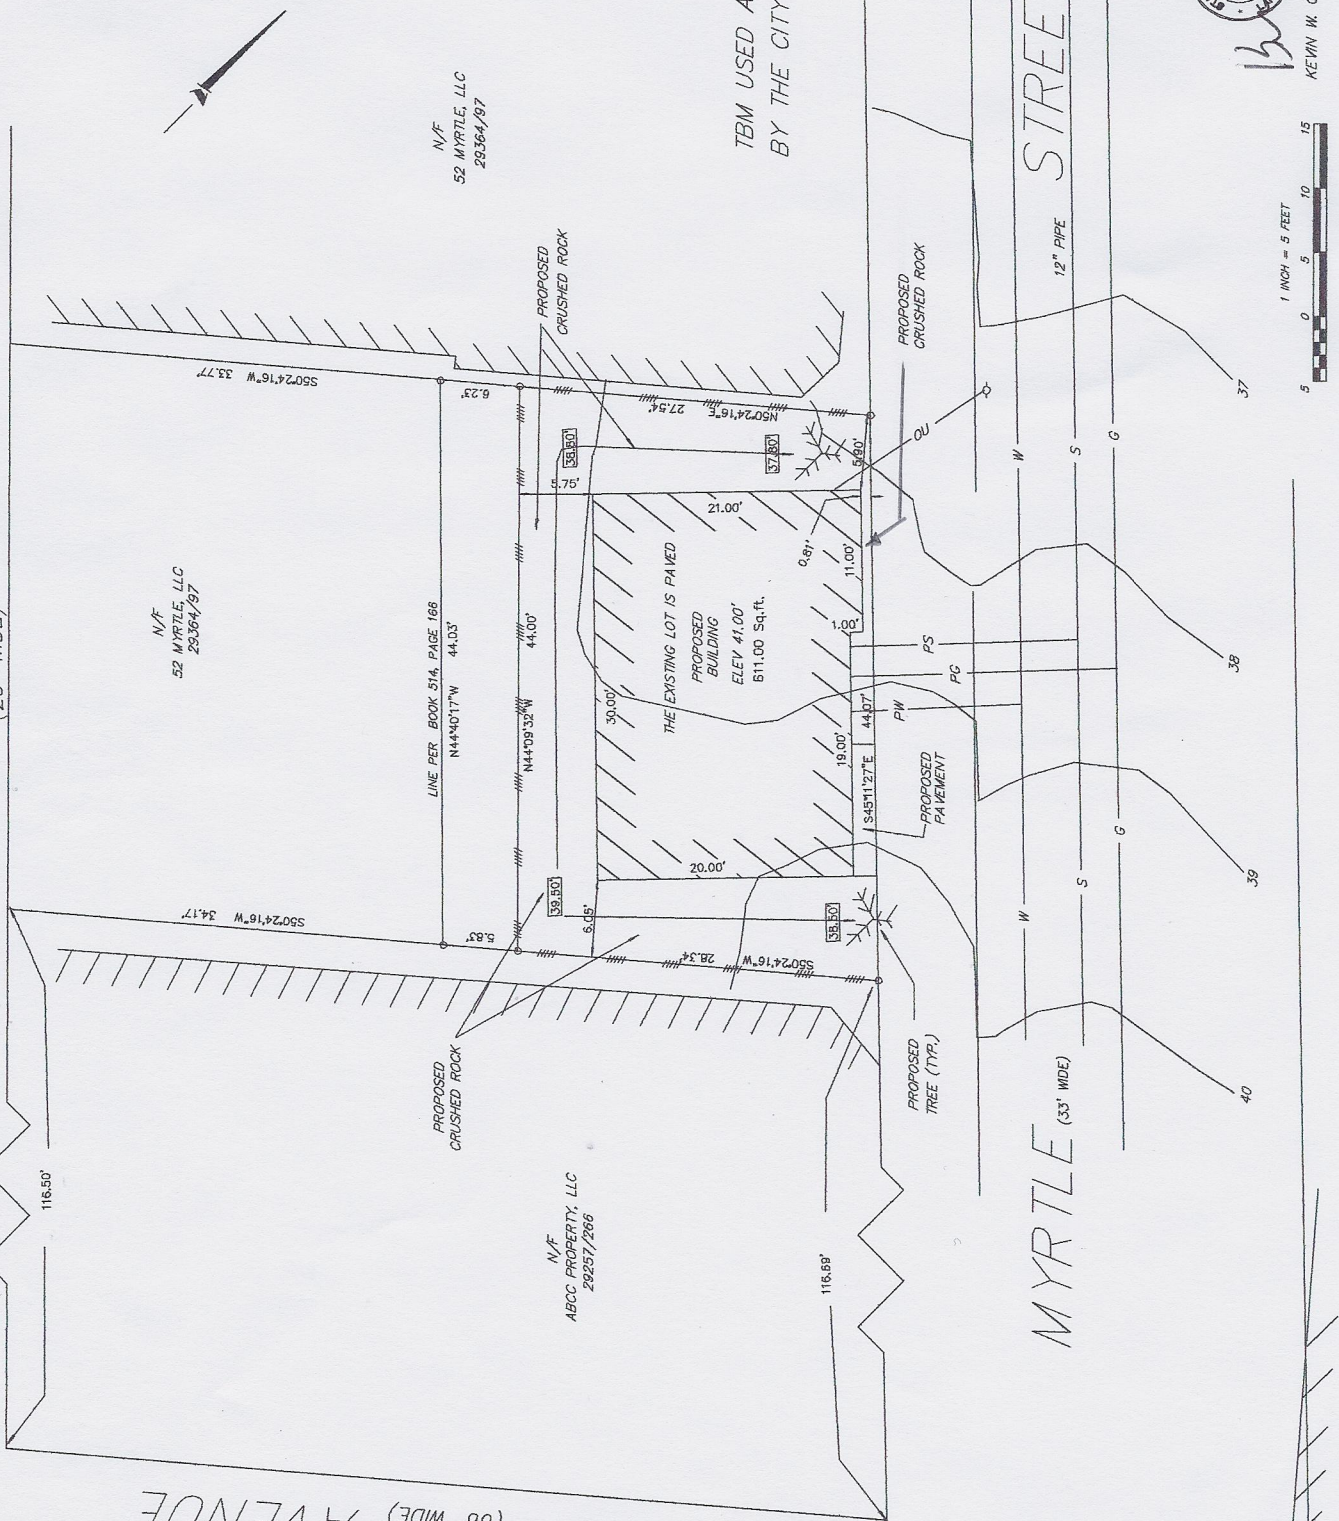 N/F
52 MYRTLE, LLC
29364/97
TBM USED
BY THE CITY
STREE
KEVIN W.
1 INCH = 5 FEET
5 0 5 10 15
12" PIPE
PROPOSED
CRUSHED ROCK
PROPOSED
CRUSHED ROCK
S50°24'16"W 33.77'
6.23'
N50°24'16"E 27.54'
38.50'
37.80'
5.90'
5.75'
OU
37
W
S
G
N/F
52 MYRTLE, LLC
29364/97
LINE PER BOOK 514, PAGE 166
N44°40'17"W 44.03'
N44°09'32"W 44.00'
21.00'
0.81'
11.00'
1.00'
THE EXISTING LOT IS PAVED
PROPOSED
BUILDING
ELEV 41.00'
611.00 Sq.ft.
30.00'
19.00'
20.00'
PS
PG
PW
38
S45°11'27"E 44.07'
PROPOSED
PAVEMENT
S50°24'16"W 34.17'
5.83'
39.50'
6.05'
S50°24'16"W 28.34'
38.50'
G
S
W
39
PROPOSED
CRUSHED ROCK
PROPOSED
TREE (TYP.)
40
116.50'
N/F
ABCC PROPERTY, LLC
29257/266
116.69'
MYRTLE (33' WIDE)
AVENUE
WIDE)